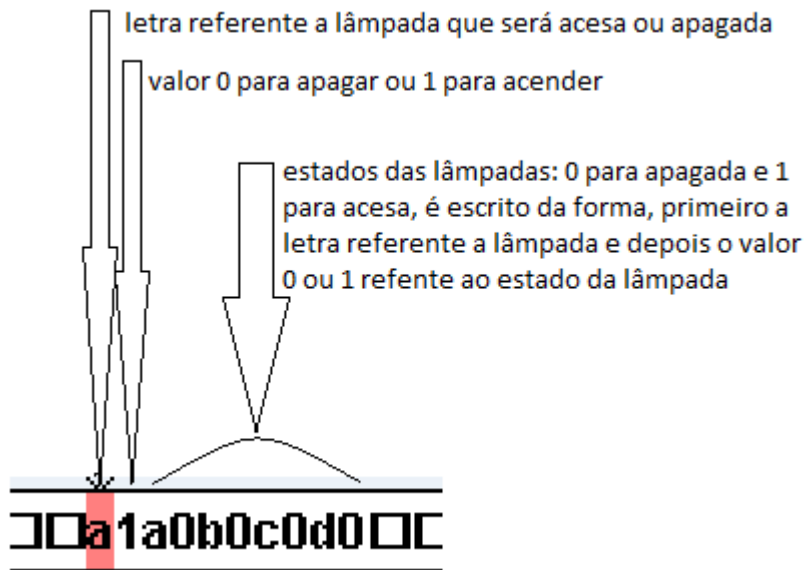 letra referente a lâmpada que será acesa ou apagada
valor 0 para apagar ou 1 para acender
estados das lâmpadas: 0 para apagada e 1
para acesa, é escrito da forma, primeiro a
letra referente a lâmpada e depois o valor
0 ou 1 refente ao estado da lâmpada
a1a0b0c0d0